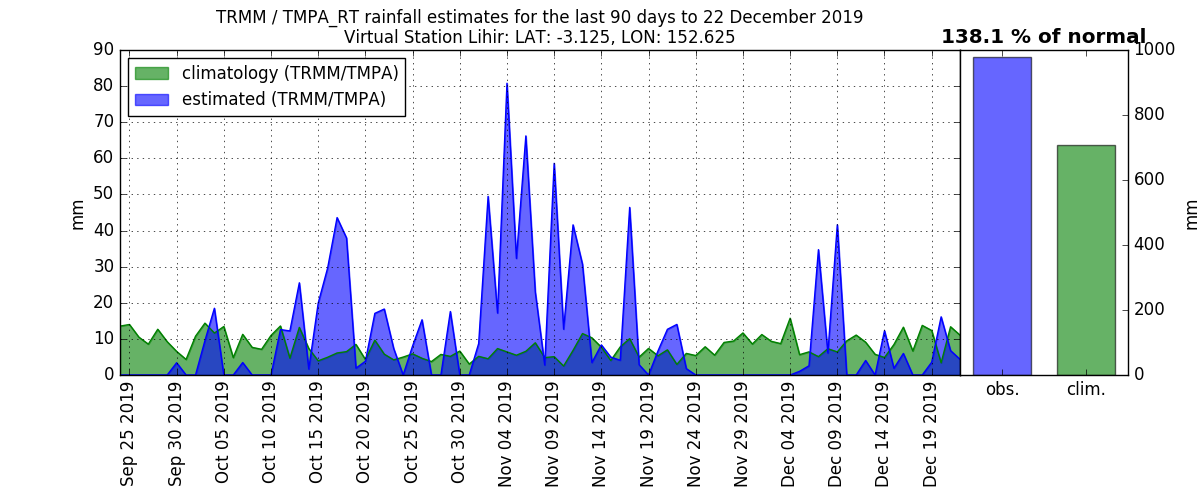 TRMM / TMPA_RT rainfall estimates for the last 90 days to 22 December 2019
Virtual Station Lihir: LAT: -3.125, LON: 152.625
138.1 % of normal
climatology (TRMM/TMPA)
estimated (TRMM/TMPA)
90
80
70
60
50
40
30
20
10
0
mm
Sep 25 2019
Sep 30 2019
Oct 05 2019
Oct 10 2019
Oct 15 2019
Oct 20 2019
Oct 25 2019
Oct 30 2019
Nov 04 2019
Nov 09 2019
Nov 14 2019
Nov 19 2019
Nov 24 2019
Nov 29 2019
Dec 04 2019
Dec 09 2019
Dec 14 2019
Dec 19 2019
obs.
clim.
1000
800
600
400
200
0
mm